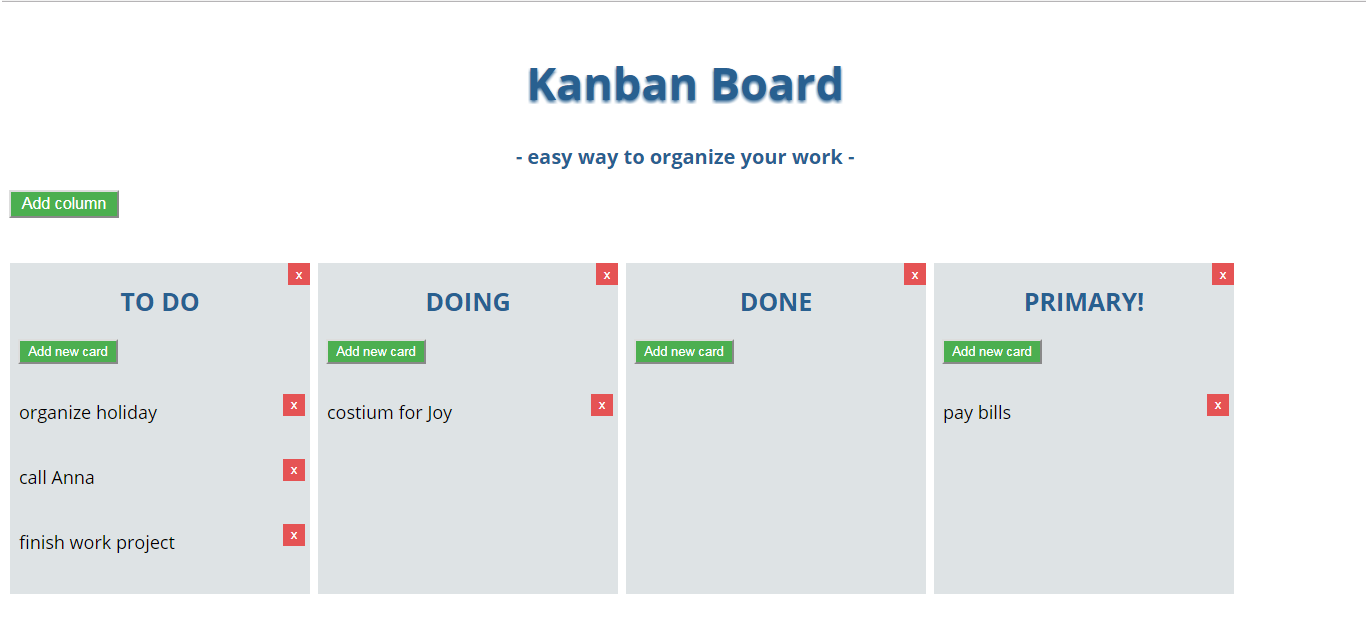 Kanban Board
- easy way to organize your work -
Add column
x
TO DO
Add new card
organize holiday
x
call Anna
x
finish work project
x
x
DOING
Add new card
costium for Joy
x
x
DONE
Add new card
x
PRIMARY!
Add new card
pay bills
x